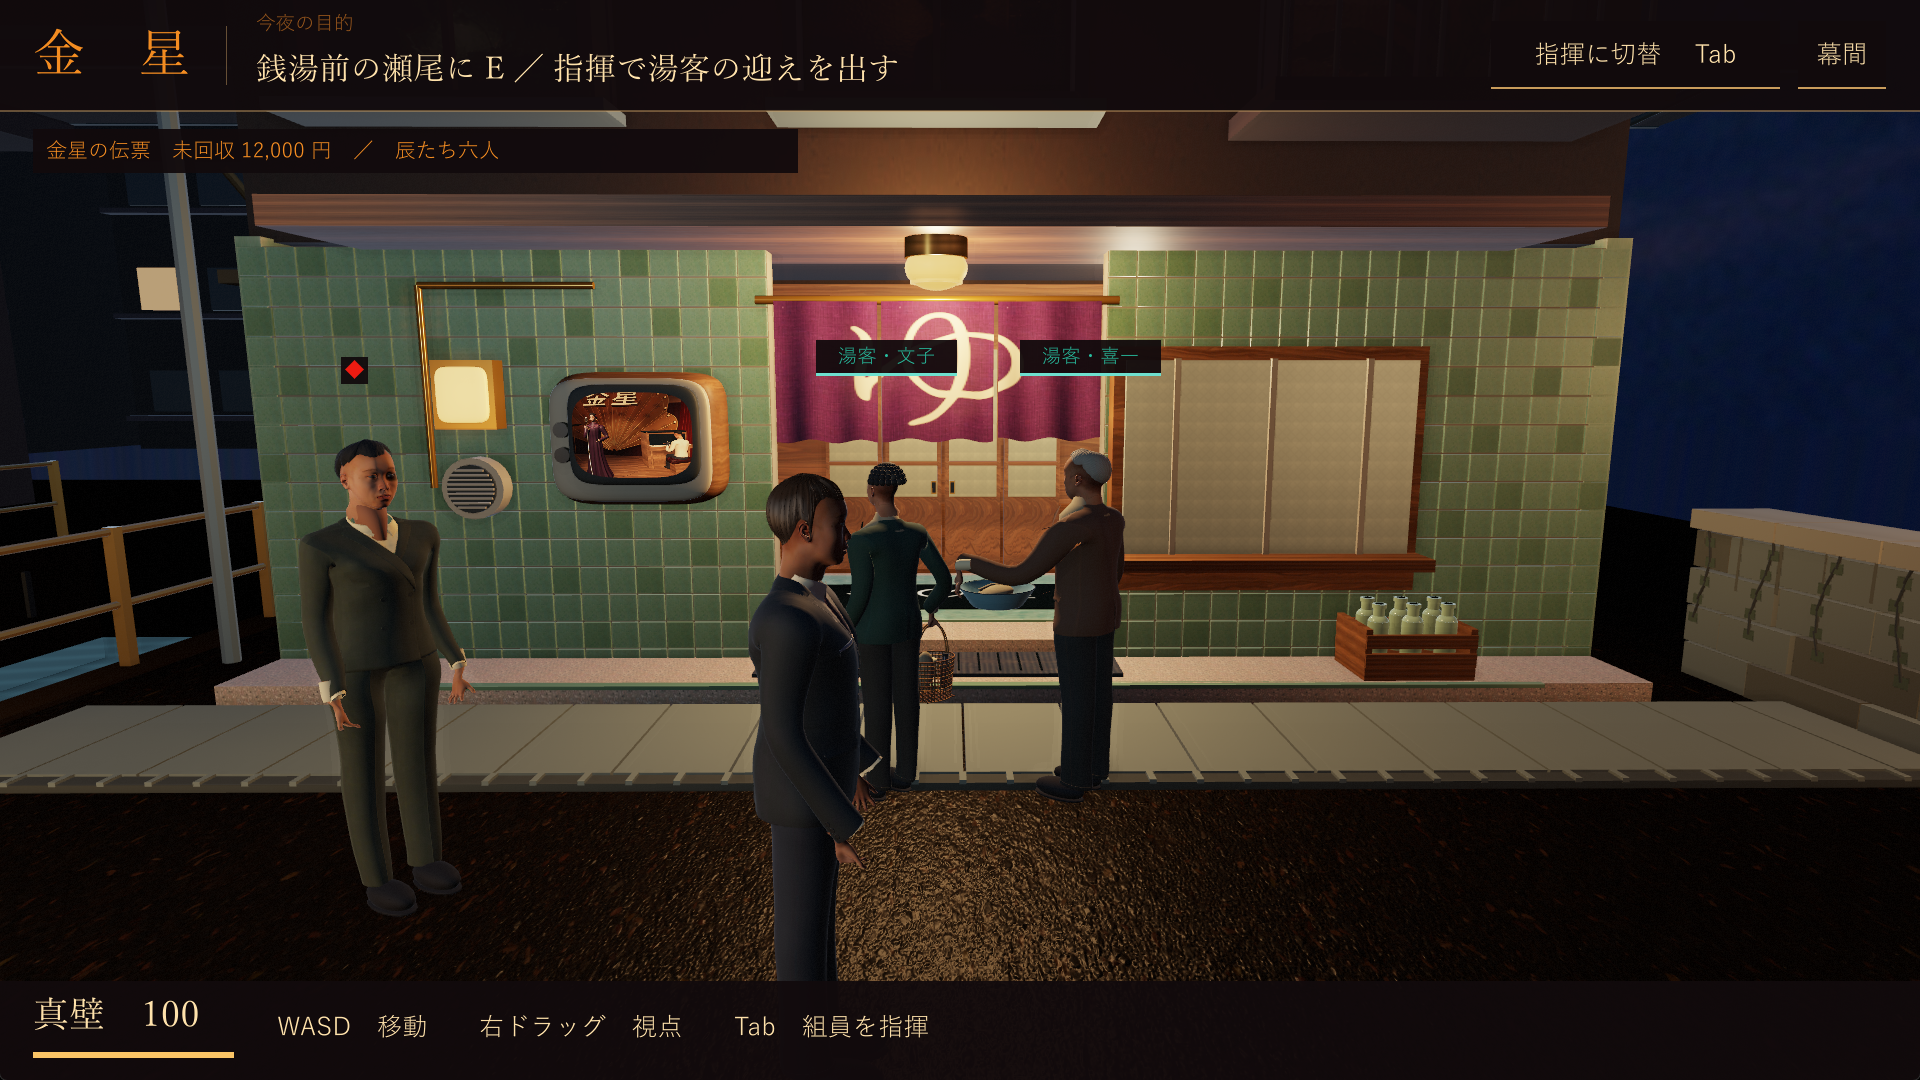 金星
今夜の目的
銭湯前の瀬尾に E ／ 指揮で湯客の迎えを出す
指揮に切替 Tab
幕間
金星の伝票 未回収 12,000 円 ／ 辰たち六人
金星
ゆ
湯客・文子
湯客・喜一
真壁 100
WASD 移動 右ドラッグ 視点 Tab 組員を指揮